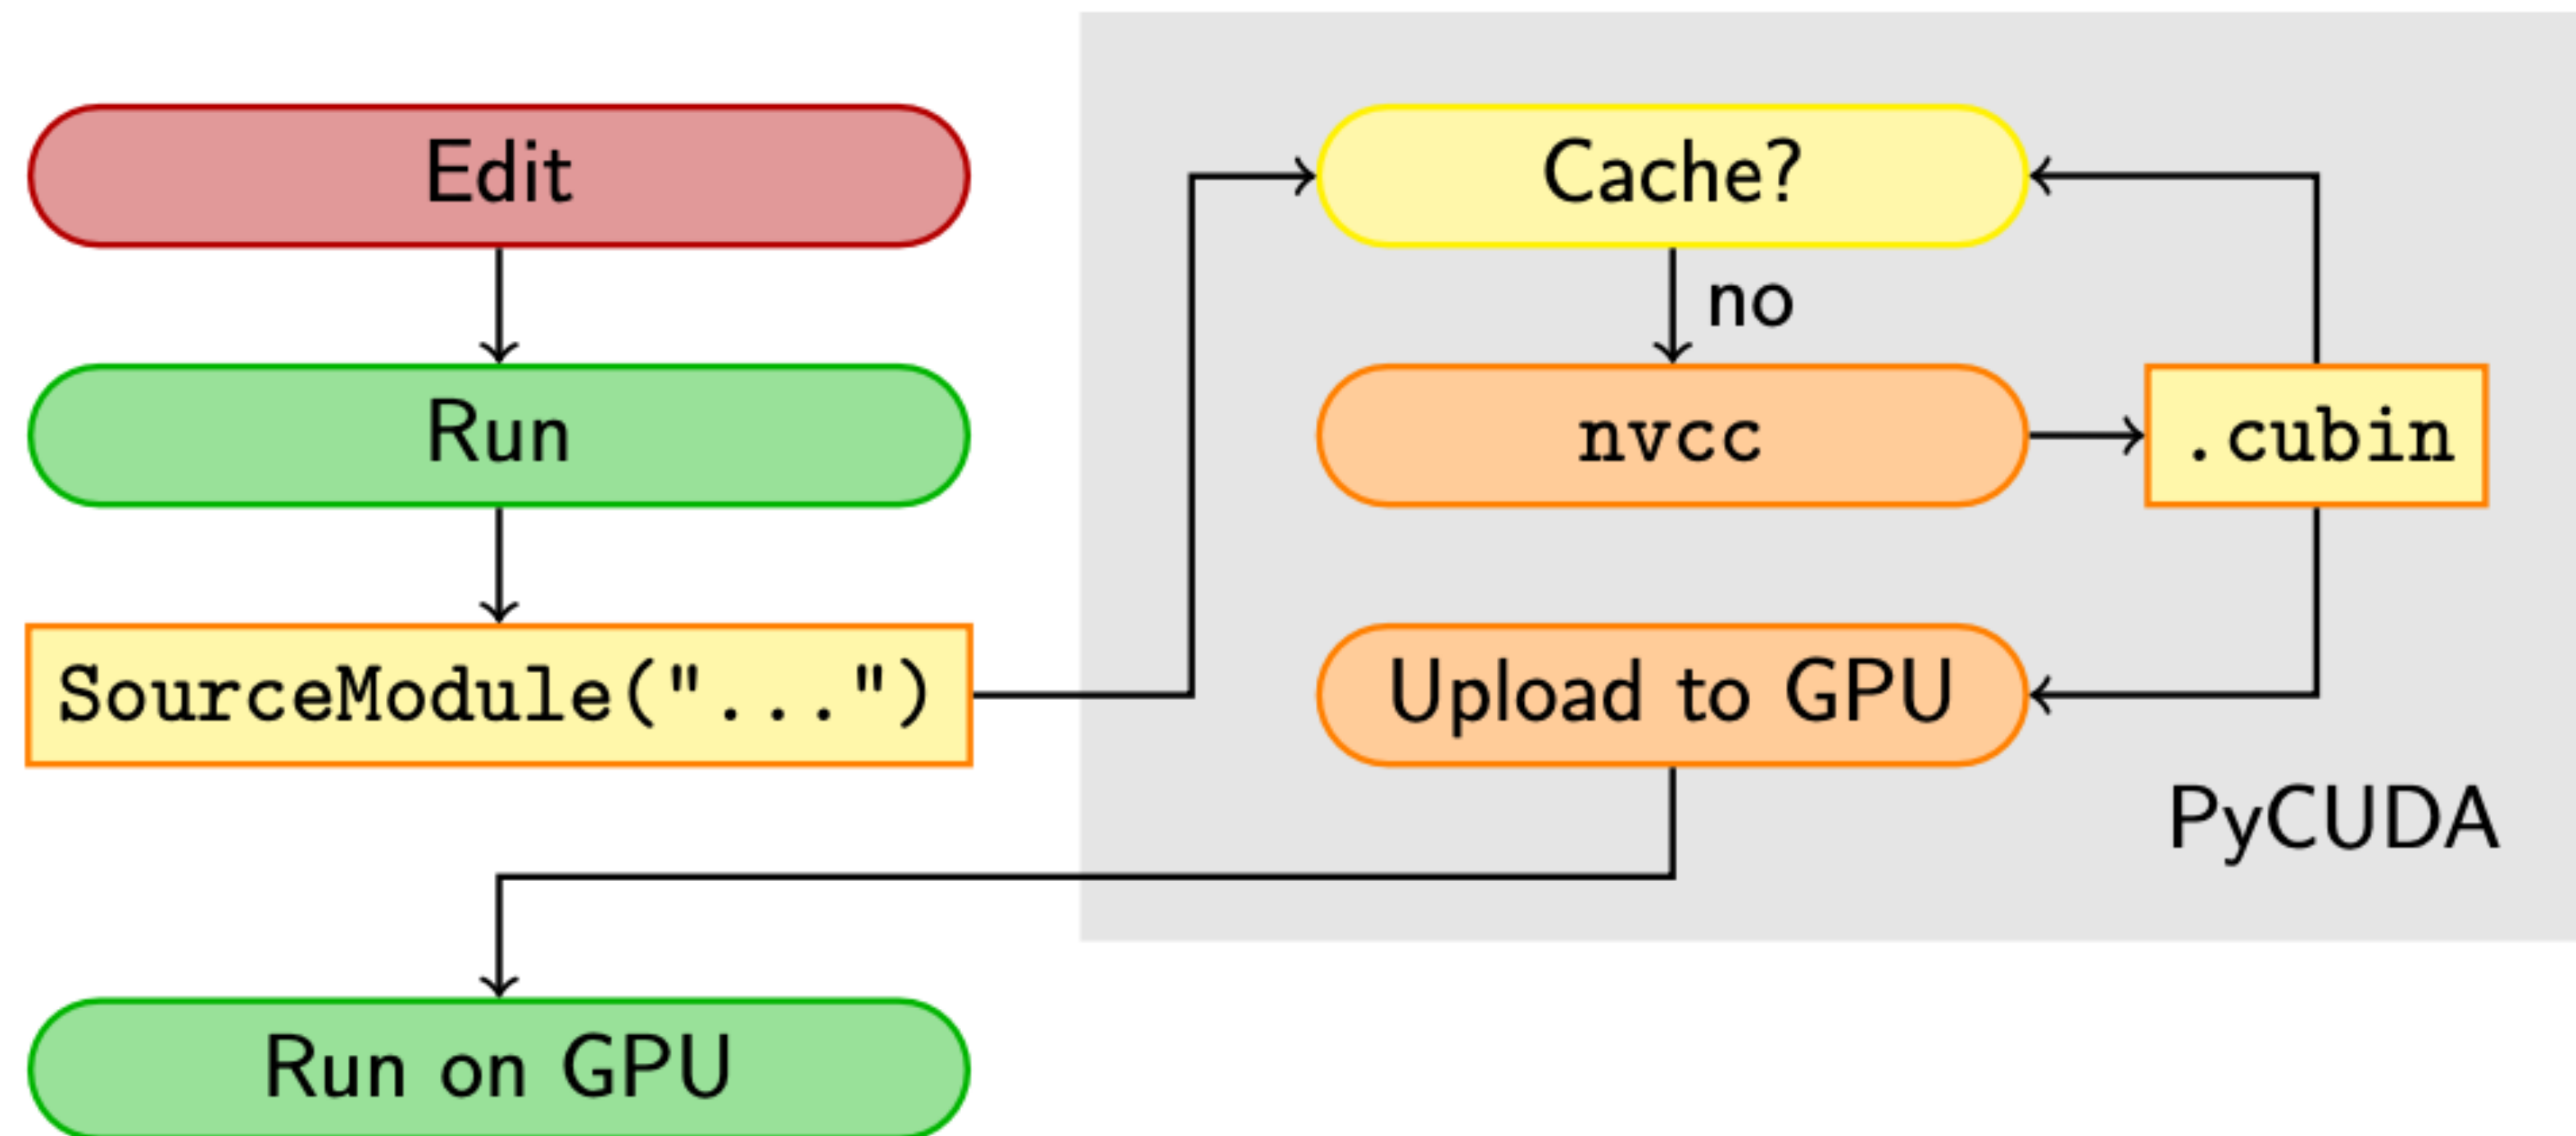 Edit
Run
SourceModule("...")
Run on GPU
Cache?
no
nvcc
.cubin
Upload to GPU
PyCUDA